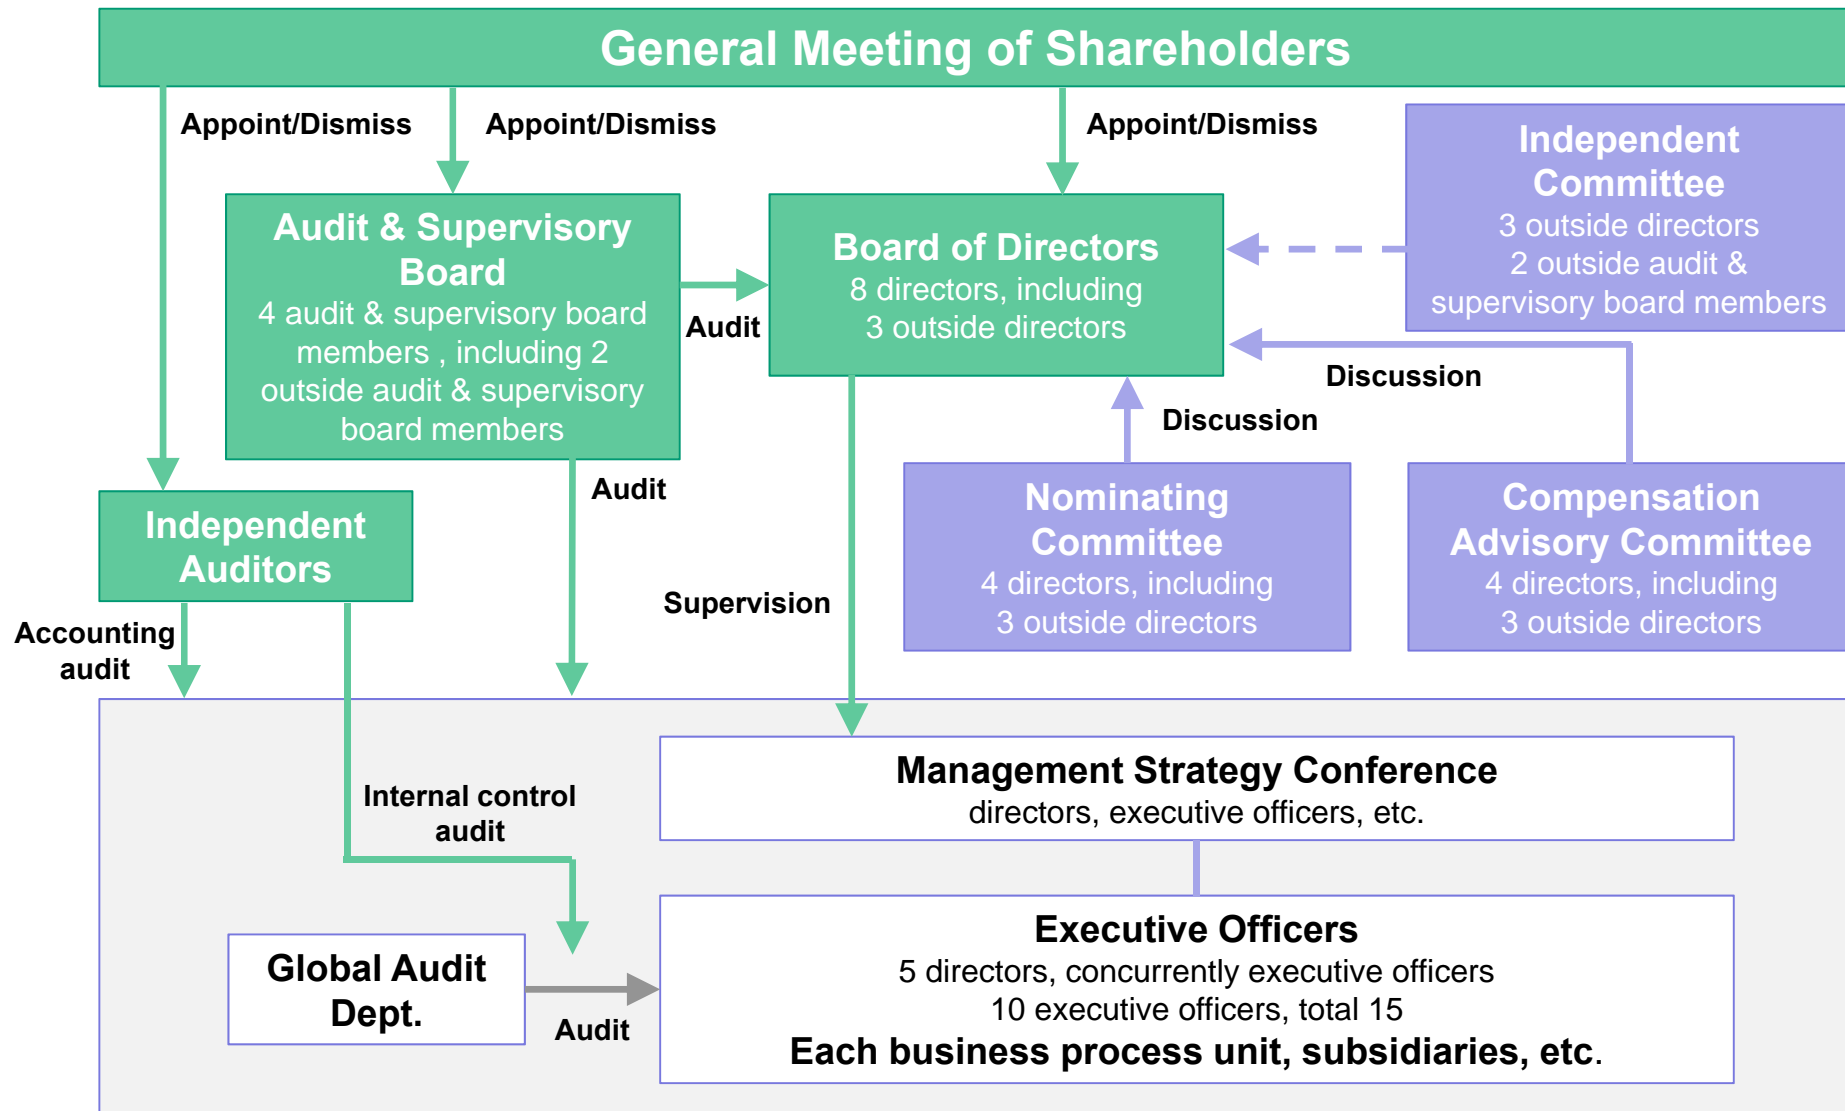 General Meeting of Shareholders
Appoint/Dismiss
Appoint/Dismiss
Appoint/Dismiss
Independent
Committee
3 outside directors
2 outside audit &
supervisory board members
Audit & Supervisory
Board
4 audit & supervisory board
members , including 2
outside audit & supervisory
board members
Audit
Board of Directors
8 directors, including
3 outside directors
Discussion
Discussion
Audit
Independent
Auditors
Nominating
Committee
4 directors, including
3 outside directors
Compensation
Advisory Committee
4 directors, including
3 outside directors
Supervision
Accounting
audit
Management Strategy Conference
directors, executive officers, etc.
Internal control
audit
Executive Officers
5 directors, concurrently executive officers
10 executive officers, total 15
Each business process unit, subsidiaries, etc.
Global Audit
Dept.
Audit